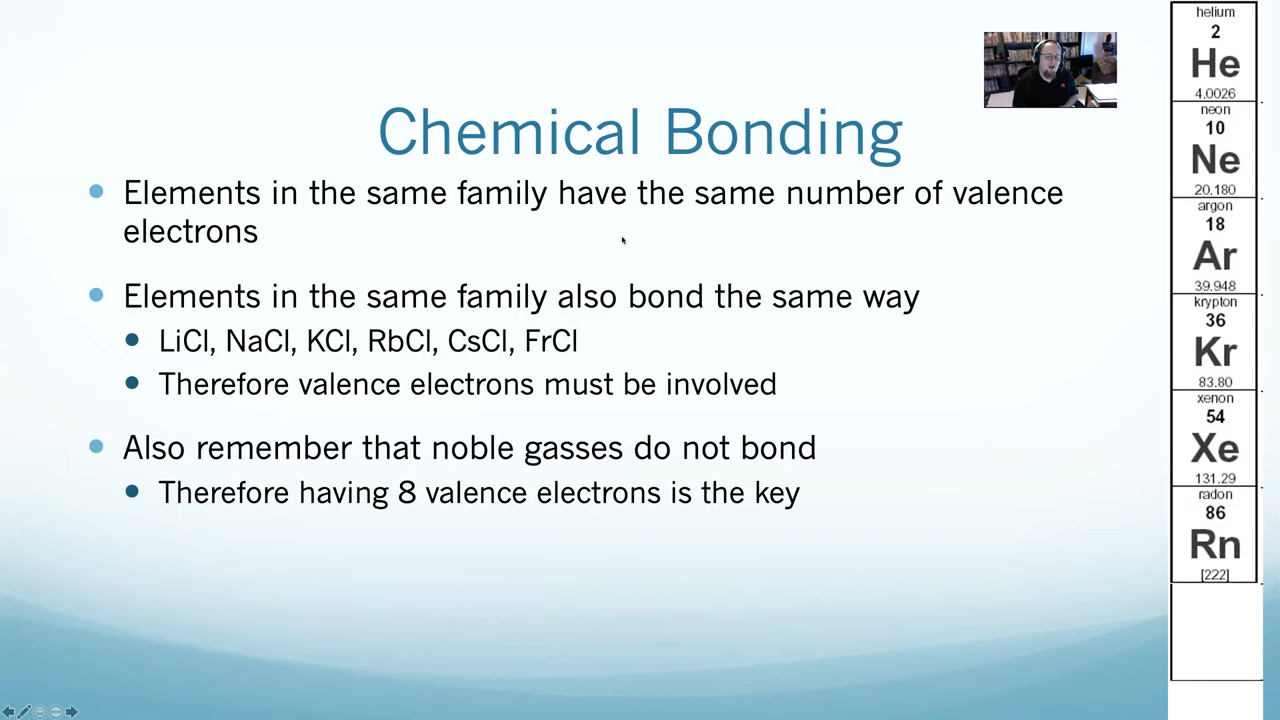 Chemical Bonding
Elements in the same family have the same number of valence
electrons
Elements in the same family also bond the same way
LiCl, NaCl, KCl, RbCl, CsCl, FrCl
Therefore valence electrons must be involved
Also remember that noble gasses do not bond
Therefore having 8 valence electrons is the key
helium
2
He
4.0026
neon
10
Ne
20.180
argon
18
Ar
39.948
krypton
36
Kr
83.80
xenon
54
Xe
131.29
radon
86
Rn
[222]